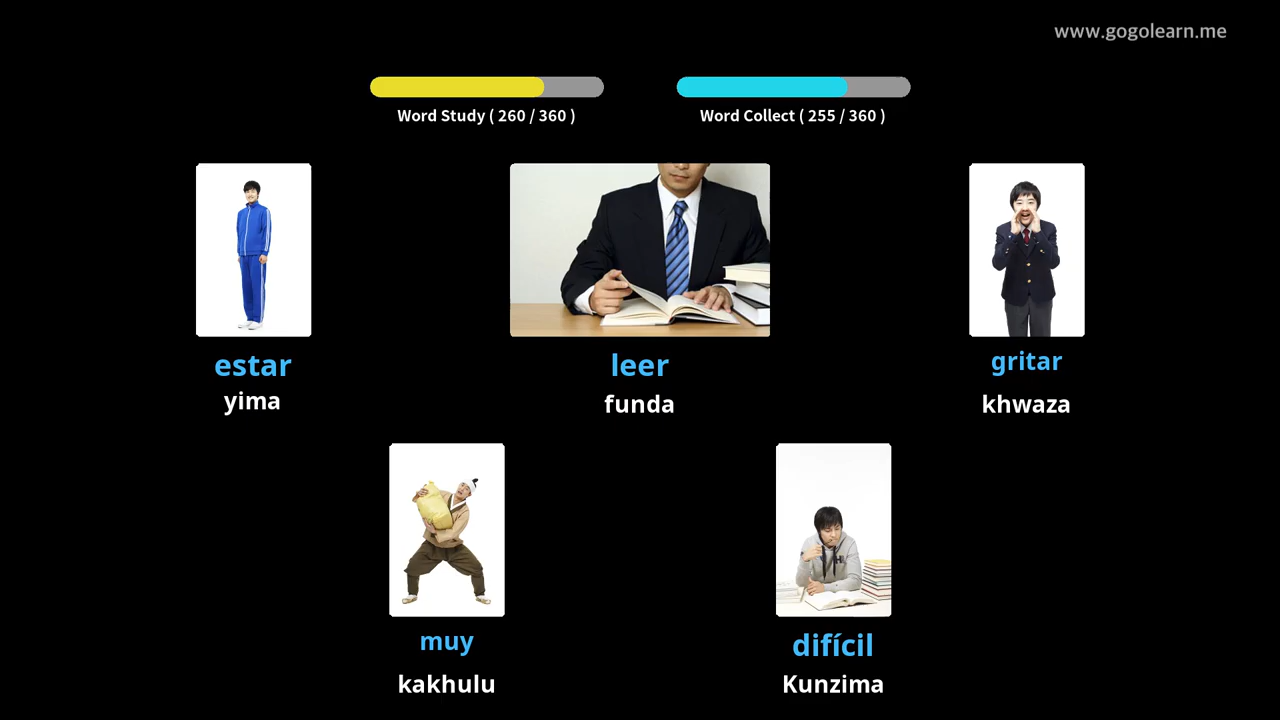 www.gogolearn.me
Word Study ( 260 / 360 )
Word Collect ( 255 / 360 )
estar
yima
leer
funda
gritar
khwaza
muy
kakhulu
difícil
Kunzima